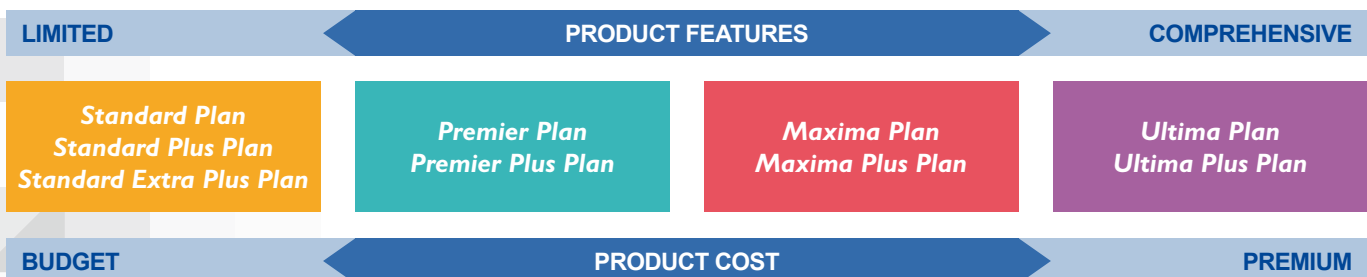 LIMITED
PRODUCT FEATURES
COMPREHENSIVE
Standard Plan
Standard Plus Plan
Standard Extra Plus Plan
Premier Plan
Premier Plus Plan
Maxima Plan
Maxima Plus Plan
Ultima Plan
Ultima Plus Plan
BUDGET
PRODUCT COST
PREMIUM